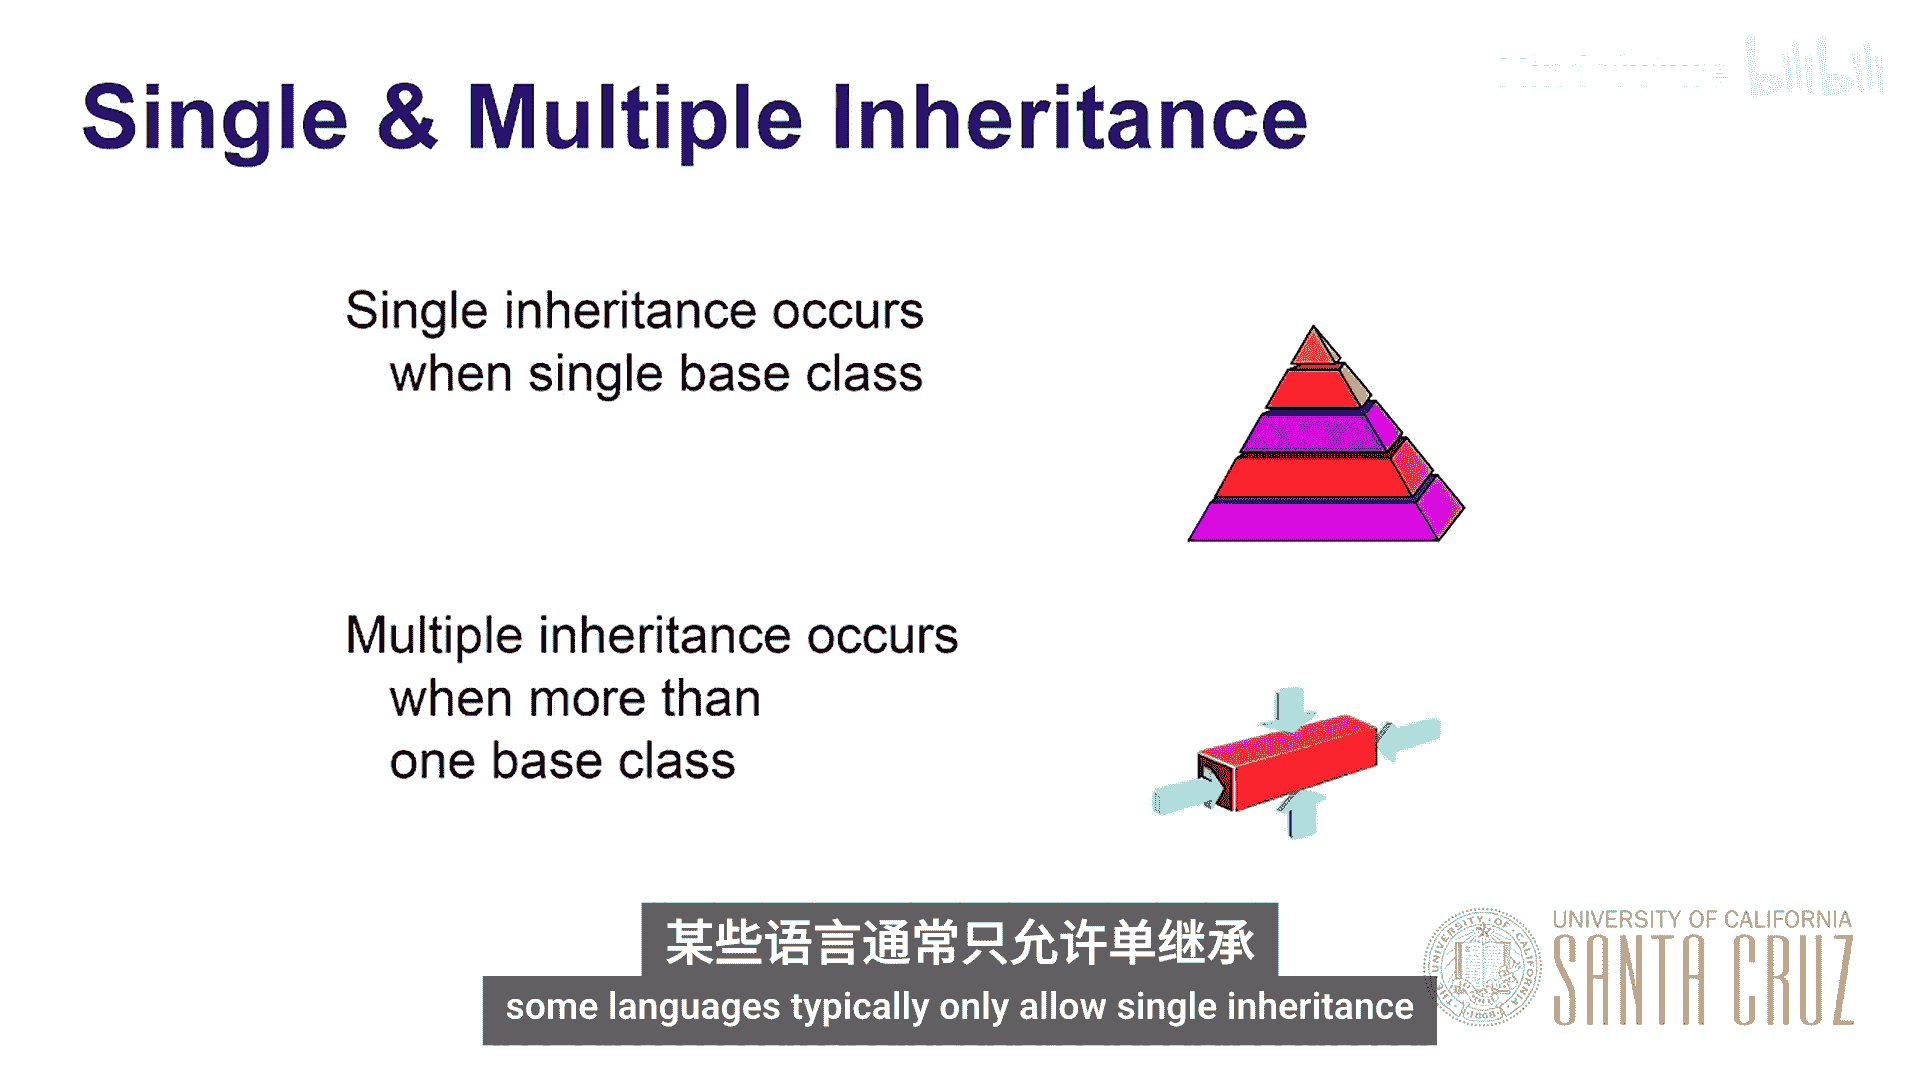 Single & Multiple Inheritance
bilibili
Single inheritance occurs
when single base class
Multiple inheritance occurs
when more than
one base class
某些语言通常只允许单继承
some languages typically only allow single inheritance
UNIVERSITY OF CALIFORNIA
SANTA CRUZ